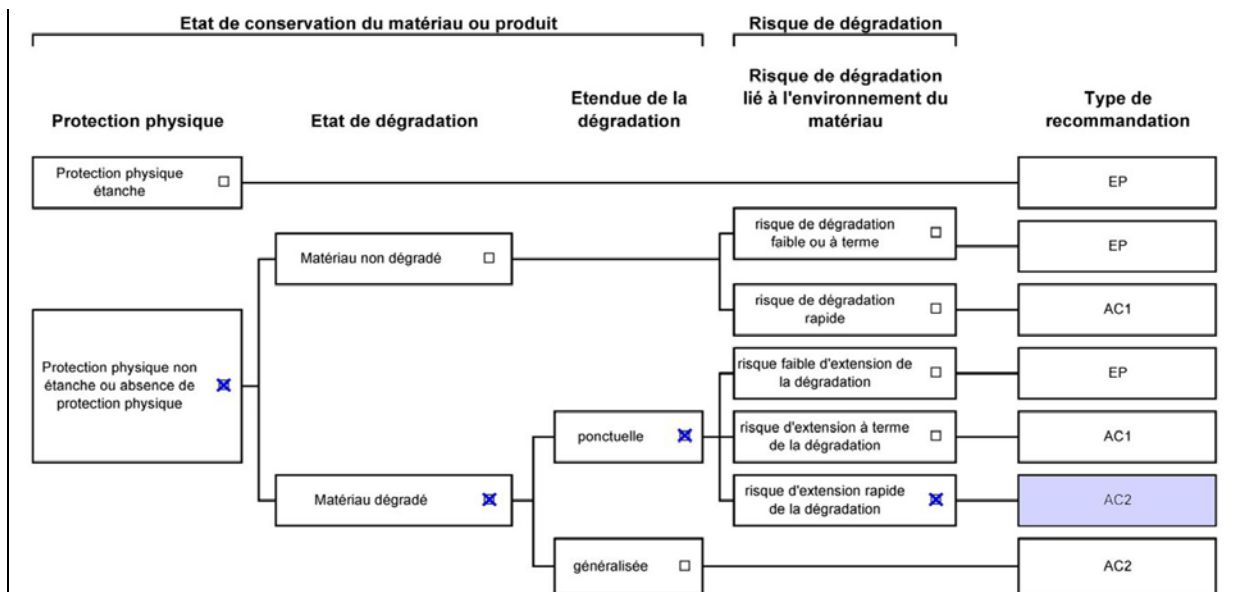 Etat de conservation du matériau ou produit
Risque de dégradation
Protection physique
Etat de dégradation
Etendue de la
dégradation
Risque de dégradation
lié à l'environnement du
matériau
Type de
recommandation
Protection physique
étanche
EP
risque de dégradation
faible ou à terme
EP
Matériau non dégradé
risque de dégradation
rapide
AC1
Protection physique non
étanche ou absence de
protection physique
risque faible d'extension de
la dégradation
EP
ponctuelle
risque d'extension à terme
de la dégradation
AC1
Matériau dégradé
risque d'extension rapide
de la dégradation
AC2
généralisée
AC2